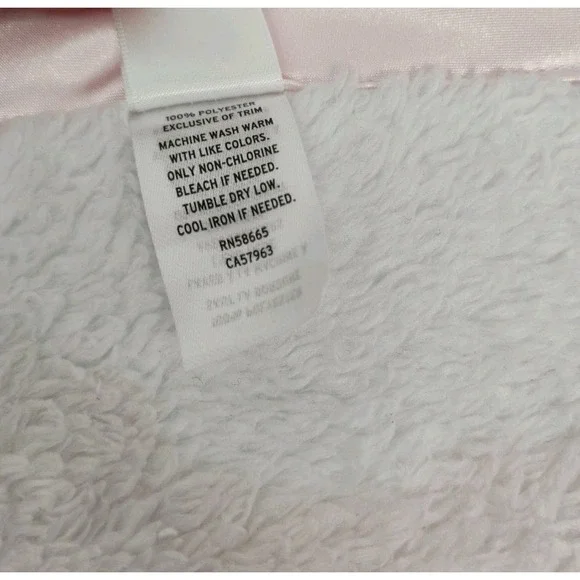 100% POLYESTER
EXCLUSIVE OF TRIM
MACHINE WASH WARM
WITH LIKE COLORS.
ONLY NON-CHLORINE
BLEACH IF NEEDED.
TUMBLE DRY LOW.
COOL IRON IF NEEDED.
RN58665
CA57963